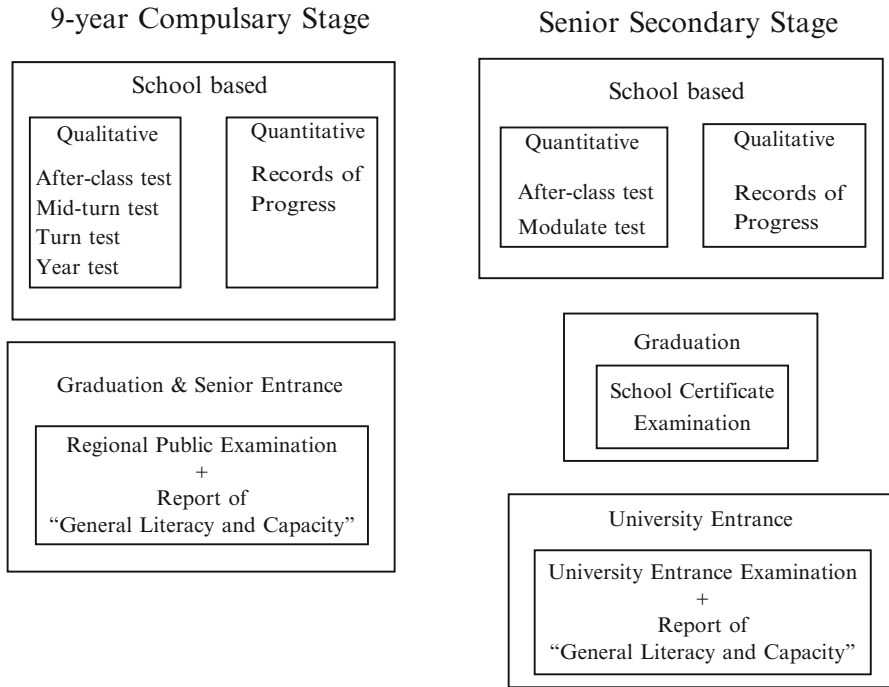 9-year Compulsary Stage
School based
Qualitative
After-class test
Mid-turn test
Turn test
Year test
Quantitative
Records of
Progress
Graduation & Senior Entrance
Regional Public Examination
+
Report of
“General Literacy and Capacity”
Senior Secondary Stage
School based
Quantitative
After-class test
Modulate test
Qualitative
Records of
Progress
Graduation
School Certificate
Examination
University Entrance
University Entrance Examination
+
Report of
“General Literacy and Capacity”